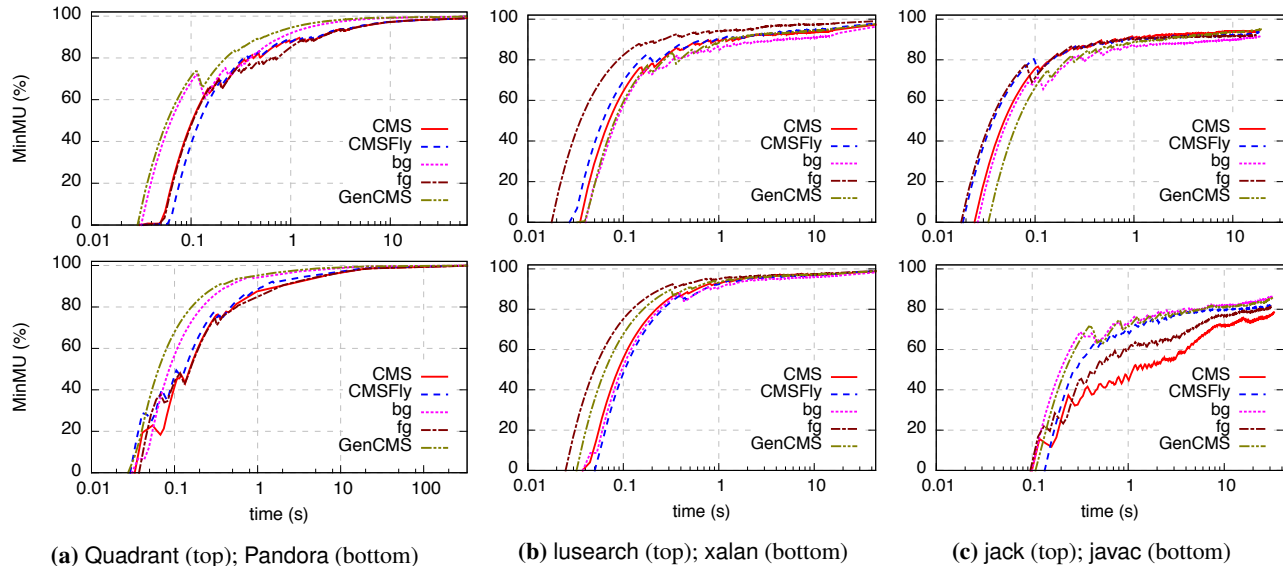 MinMU (%)
100
80
60
40
20
0
0.01 0.1 1 10
CMS
CMSFly
bg
fg
GenCMS
100
80
60
40
20
0
0.01 0.1 1 10
CMS
CMSFly
bg
fg
GenCMS
100
80
60
40
20
0
0.01 0.1 1 10
CMS
CMSFly
bg
fg
GenCMS
MinMU (%)
100
80
60
40
20
0
0.01 0.1 1 10 100
time (s)
CMS
CMSFly
bg
fg
GenCMS
100
80
60
40
20
0
0.01 0.1 1 10
time (s)
CMS
CMSFly
bg
fg
GenCMS
100
80
60
40
20
0
0.01 0.1 1 10
time (s)
CMS
CMSFly
bg
fg
GenCMS
(a) Quadrant (top); Pandora (bottom)
(b) lusearch (top); xalan (bottom)
(c) jack (top); javac (bottom)